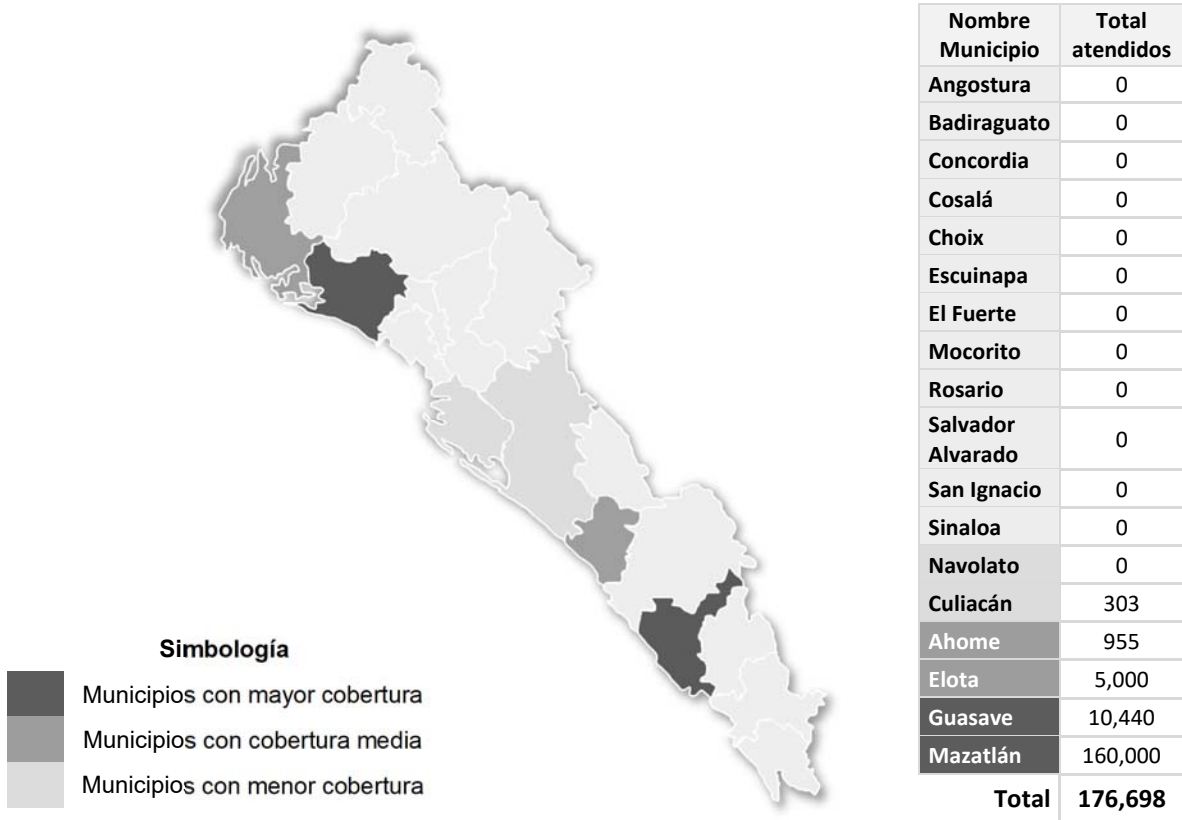 Nombre Municipio Total atendidos
Angostura 0
Badiraguato 0
Concordia 0
Cosalá 0
Choix 0
Escuinapa 0
El Fuerte 0
Mocorito 0
Rosario 0
Salvador Alvarado 0
San Ignacio 0
Sinaloa 0
Navolato 0
Culiacán 303
Ahome 955
Elota 5,000
Guasave 10,440
Mazatlán 160,000
Total 176,698
Simbología
Municipios con mayor cobertura
Municipios con cobertura media
Municipios con menor cobertura